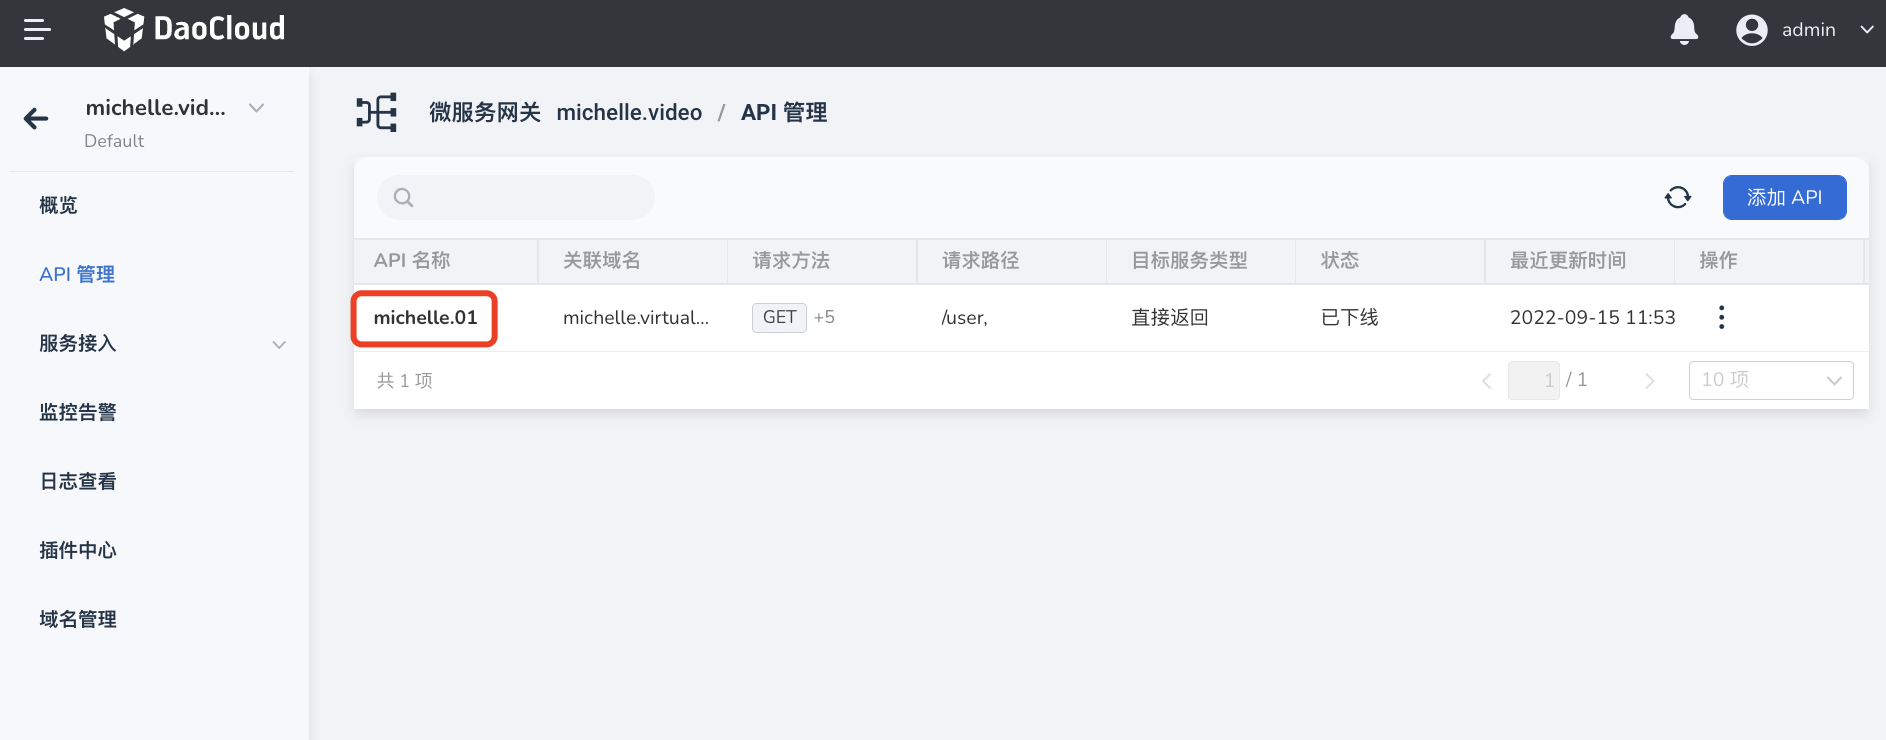 DaoCloud
admin
michelle.vid...
Default
概览
API 管理
服务接入
监控告警
日志查看
插件中心
域名管理
微服务网关 michelle.video / API 管理
添加 API
API 名称 关联域名 请求方法 请求路径 目标服务类型 状态 最近更新时间 操作
michelle.01 michelle.virtual... GET +5 /user, 直接返回 已下线 2022-09-15 11:53
共 1 项 1 / 1 10 项